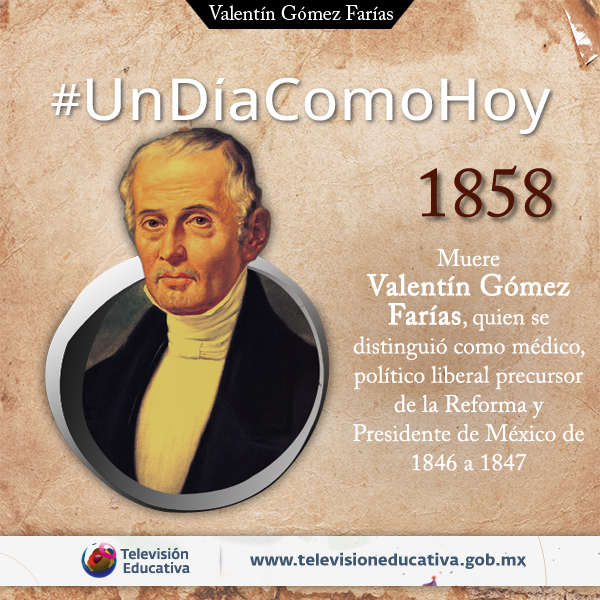 Valentín Gómez Farías
#UnDíaComoHoy
1858
Muere
Valentín Gómez
Farías, quien se
distinguió como médico,
político liberal precursor
de la Reforma y
Presidente de México de
1846 a 1847
Televisión
Educativa
www.televisioneducativa.gob.mx